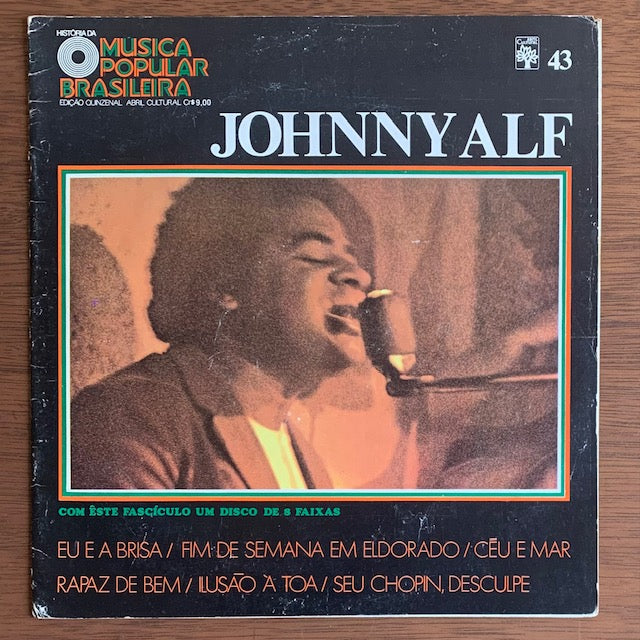 HISTÓRIA DA
MÚSICA
POPULAR
BRASILEIRA
EDIÇÃO QUINZENAL ABRIL CULTURAL Cr$ 9,00
43
JOHNNY ALF
COM ÊSTE FASCÍCULO UM DISCO DE 8 FAIXAS
EU E A BRISA / FIM DE SEMANA EM ELDORADO / CÉU E MAR
RAPAZ DE BEM / ILUSÃO À TOA / SEU CHOPIN, DESCULPE